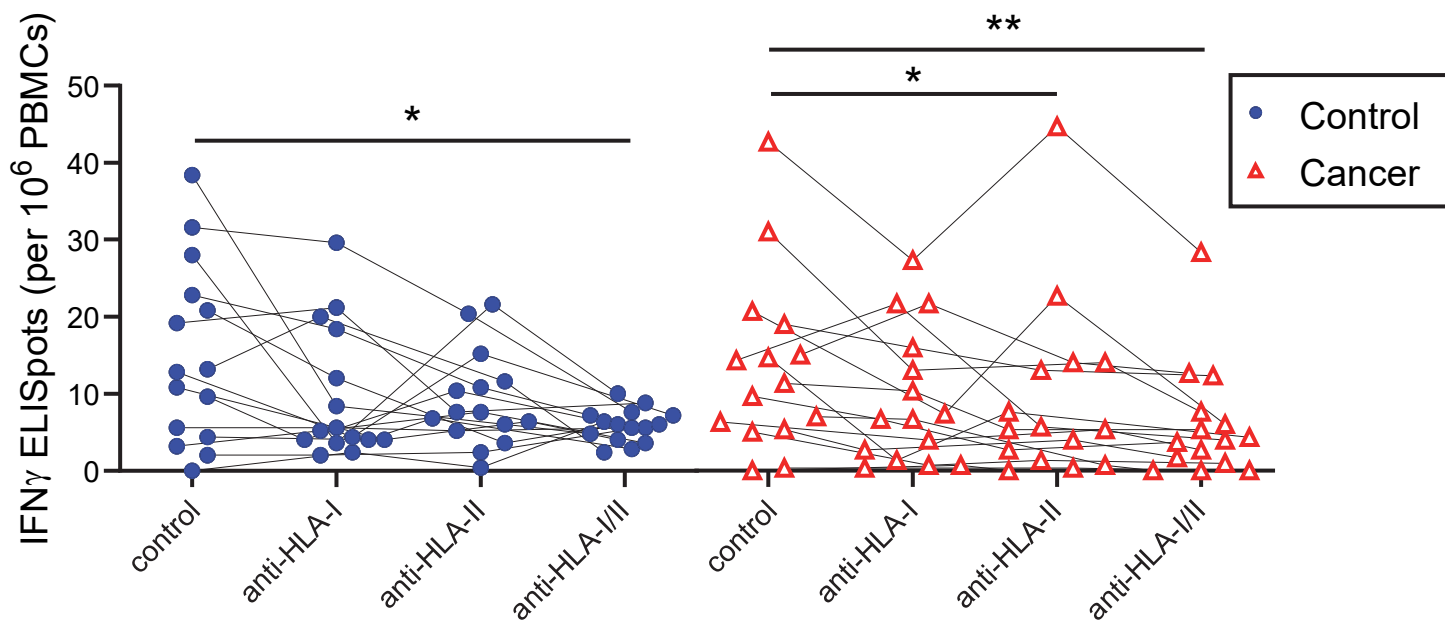 **
*
*
IFNγ ELISpots (per 10⁶ PBMCs)
50
40
30
20
10
0
control
anti-HLA-I
anti-HLA-II
anti-HLA-I/II
control
anti-HLA-I
anti-HLA-II
anti-HLA-I/II
Control
Cancer